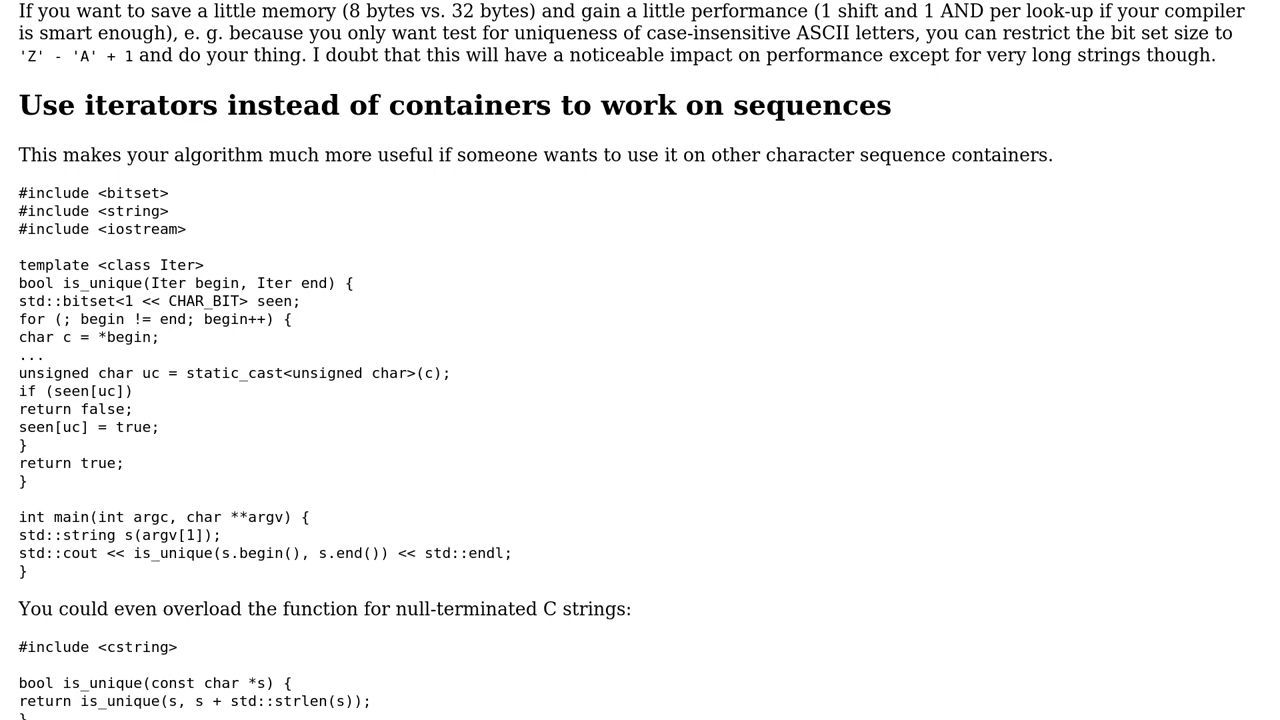 If you want to save a little memory (8 bytes vs. 32 bytes) and gain a little performance (1 shift and 1 AND per look-up if your compiler
is smart enough), e. g. because you only want test for uniqueness of case-insensitive ASCII letters, you can restrict the bit set size to
'Z' - 'A' + 1 and do your thing. I doubt that this will have a noticeable impact on performance except for very long strings though.
Use iterators instead of containers to work on sequences
This makes your algorithm much more useful if someone wants to use it on other character sequence containers.
#include <bitset>
#include <string>
#include <iostream>
template <class Iter>
bool is_unique(Iter begin, Iter end) {
std::bitset<1 << CHAR_BIT> seen;
for (; begin != end; begin++) {
char c = *begin;
...
unsigned char uc = static_cast<unsigned char>(c);
if (seen[uc])
return false;
seen[uc] = true;
}
return true;
}
int main(int argc, char **argv) {
std::string s(argv[1]);
std::cout << is_unique(s.begin(), s.end()) << std::endl;
}
You could even overload the function for null-terminated C strings:
#include <cstring>
bool is_unique(const char *s) {
return is_unique(s, s + std::strlen(s));
}